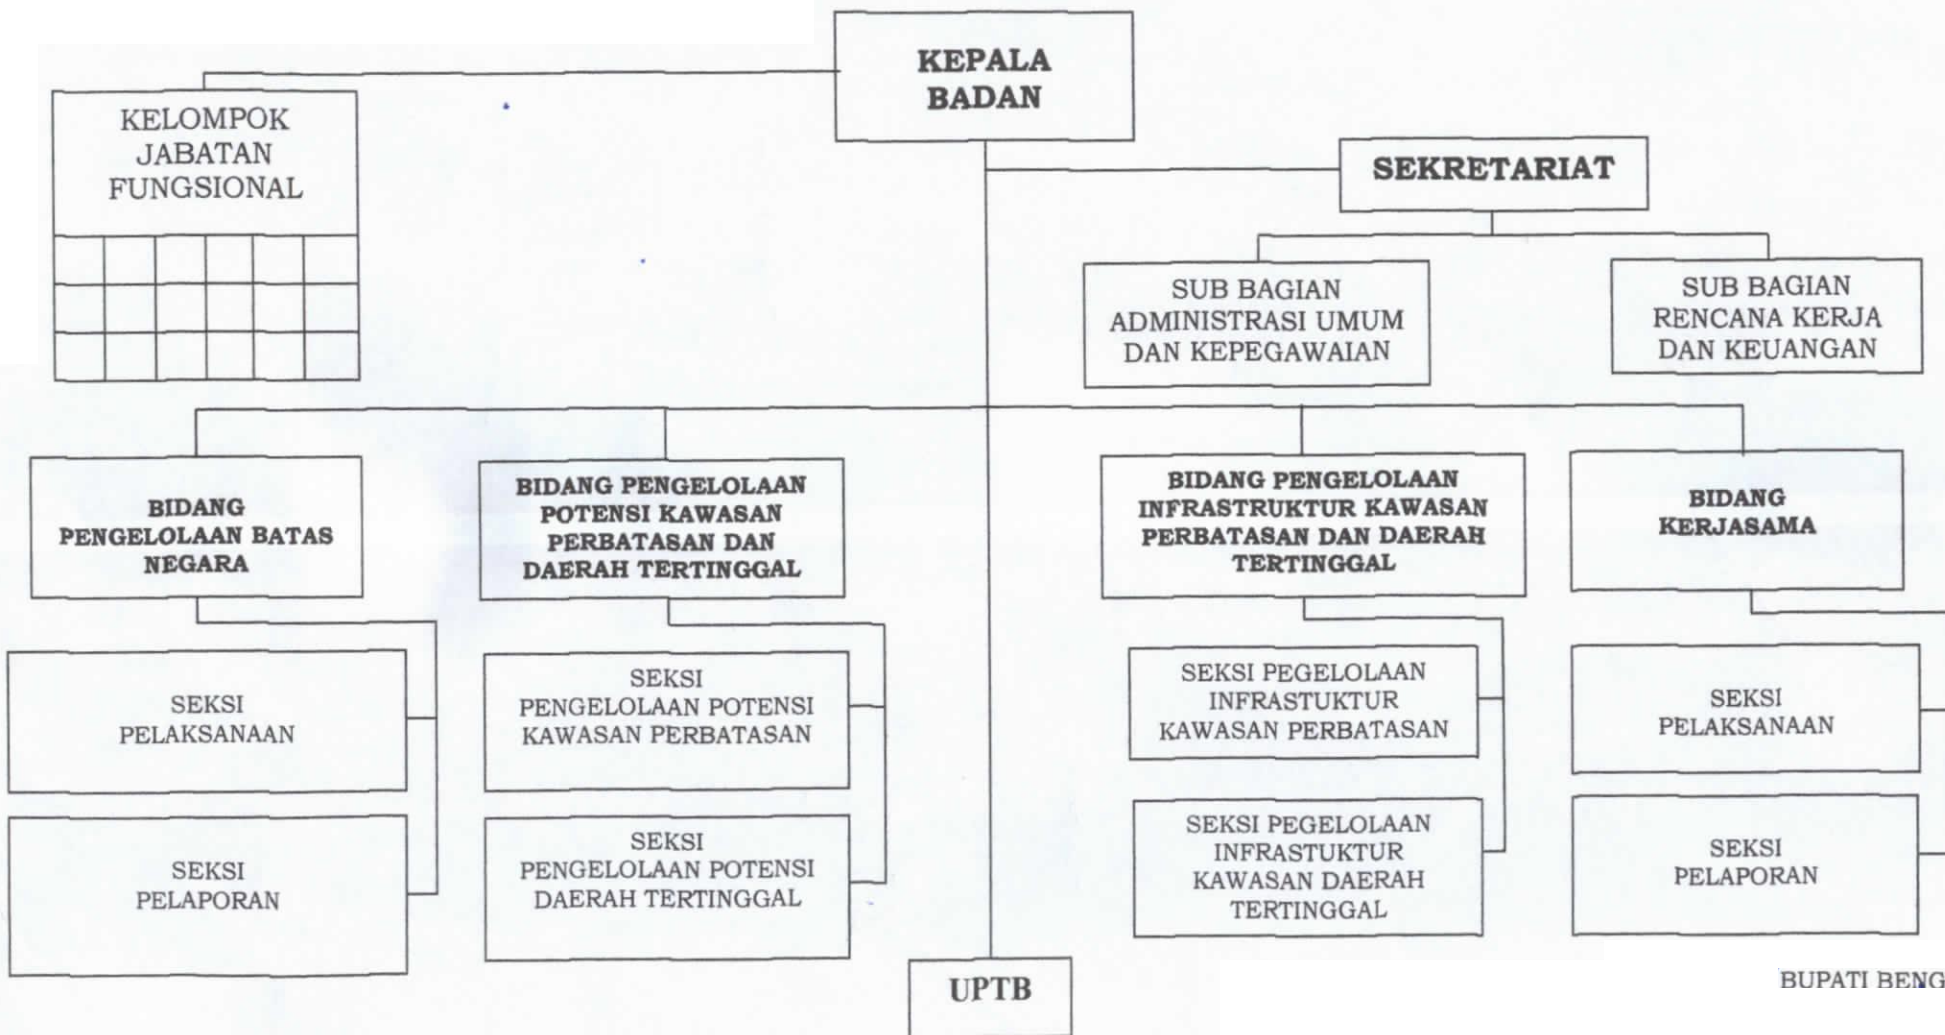 KEPALA
BADAN
KELOMPOK
JABATAN
FUNGSIONAL
SEKRETARIAT
SUB BAGIAN
ADMINISTRASI UMUM
DAN KEPEGAWAIAN
SUB BAGIAN
RENCANA KERJA
DAN KEUANGAN
BIDANG
PENGELOLAAN BATAS
NEGARA
BIDANG PENGELOLAAN
POTENSI KAWASAN
PERBATASAN DAN
DAERAH TERTINGGAL
BIDANG PENGELOLAAN
INFRASTRUKTUR KAWASAN
PERBATASAN DAN DAERAH
TERTINGGAL
BIDANG
KERJASAMA
SEKSI
PELAKSANAAN
SEKSI
PENGELOLAAN POTENSI
KAWASAN PERBATASAN
SEKSI PEGELOLAAN
INFRASTUKTUR
KAWASAN PERBATASAN
SEKSI
PELAKSANAAN
SEKSI
PELAPORAN
SEKSI
PENGELOLAAN POTENSI
DAERAH TERTINGGAL
SEKSI PEGELOLAAN
INFRASTUKTUR
KAWASAN DAERAH
TERTINGGAL
SEKSI
PELAPORAN
UPTB
BUPATI BENG